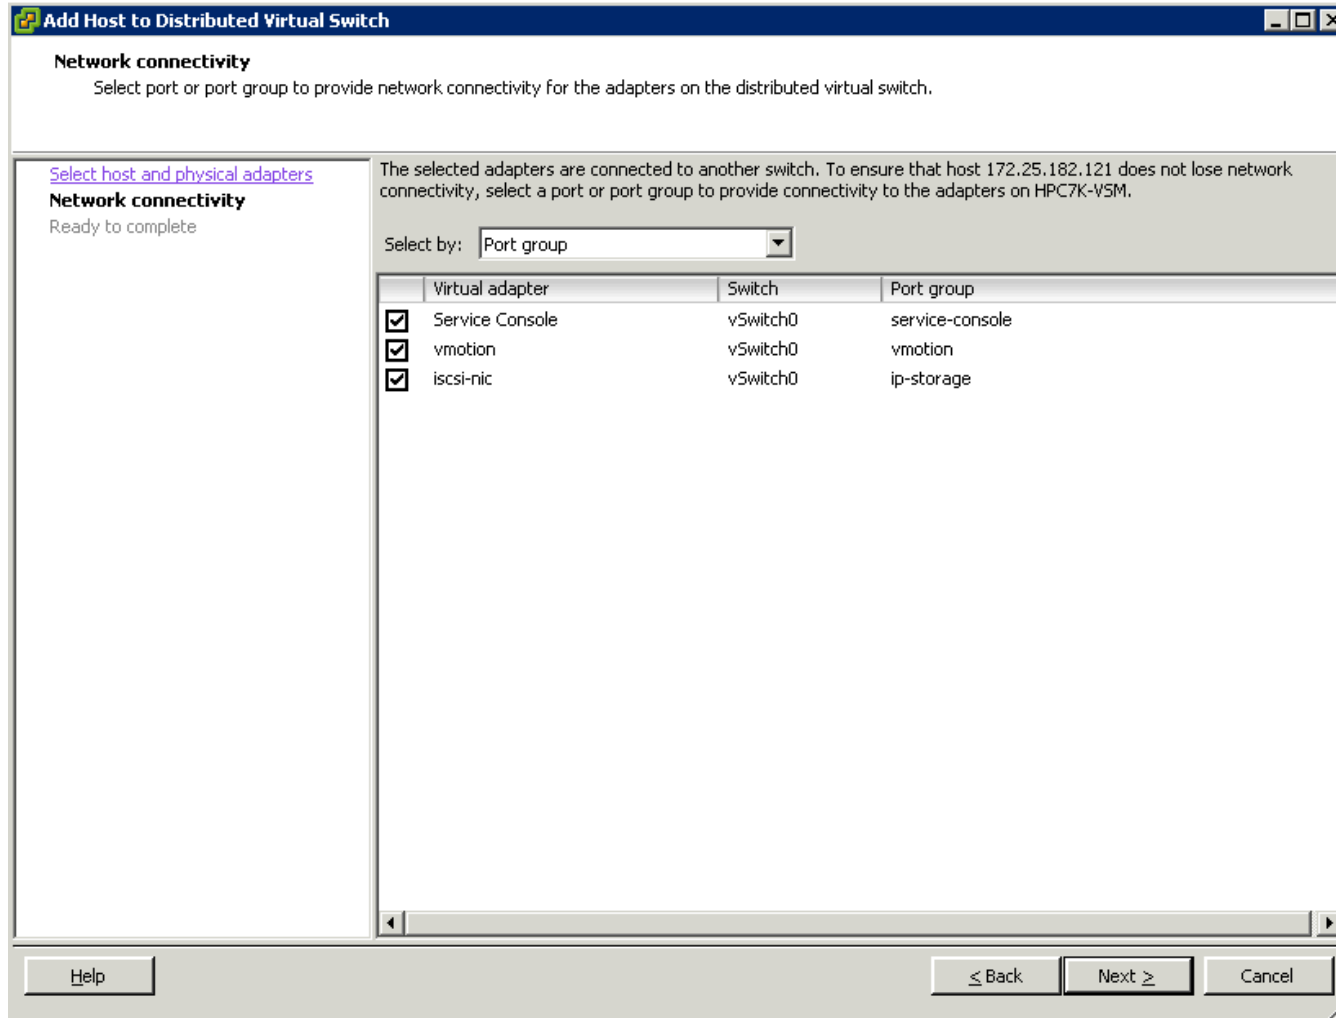 Add Host to Distributed Virtual Switch
Network connectivity
Select port or port group to provide network connectivity for the adapters on the distributed virtual switch.
Select host and physical adapters
Network connectivity
Ready to complete
The selected adapters are connected to another switch. To ensure that host 172.25.182.121 does not lose network
connectivity, select a port or port group to provide connectivity to the adapters on HPC7K-VSM.
Select by: Port group
Virtual adapter Switch Port group
Service Console vSwitch0 service-console
vmotion vSwitch0 vmotion
iscsi-nic vSwitch0 ip-storage
Help < Back Next > Cancel